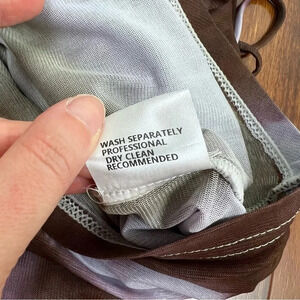 WASH SEPARATELY
PROFESSIONAL
DRY CLEAN
RECOMMENDED